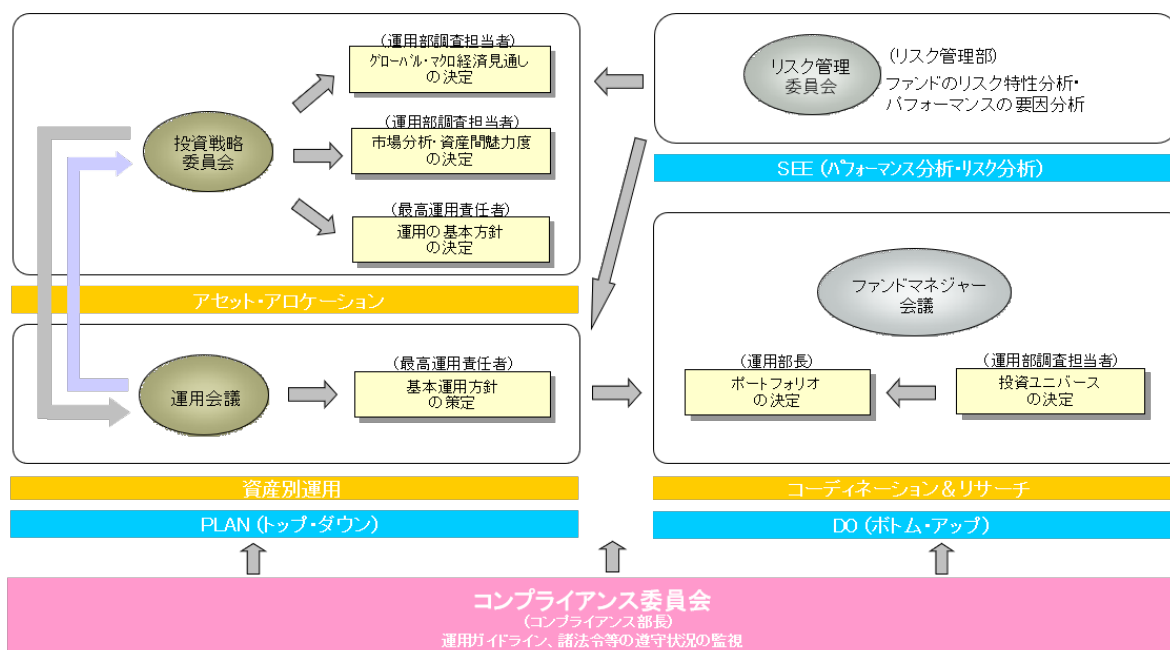 (運用部調査担当者)
グローバル・マクロ経済見通し
の決定
投資戦略
委員会
(運用部調査担当者)
市場分析・資産間魅力度
の決定
(最高運用責任者)
運用の基本方針
の決定
アセット・アロケーション
リスク管理
委員会
(リスク管理部)
ファンドのリスク特性分析・
パフォーマンスの要因分析
SEE (パフォーマンス分析・リスク分析)
運用会議
(最高運用責任者)
基本運用方針
の策定
資産別運用
PLAN (トップ・ダウン)
ファンドマネジャー
会議
(運用部長)
ポートフォリオ
の決定
(運用部調査担当者)
投資ユニバース
の決定
コーディネーション&リサーチ
DO (ボトム・アップ)
コンプライアンス委員会
(コンプライアンス部長)
運用ガイドライン、諸法令等の遵守状況の監視